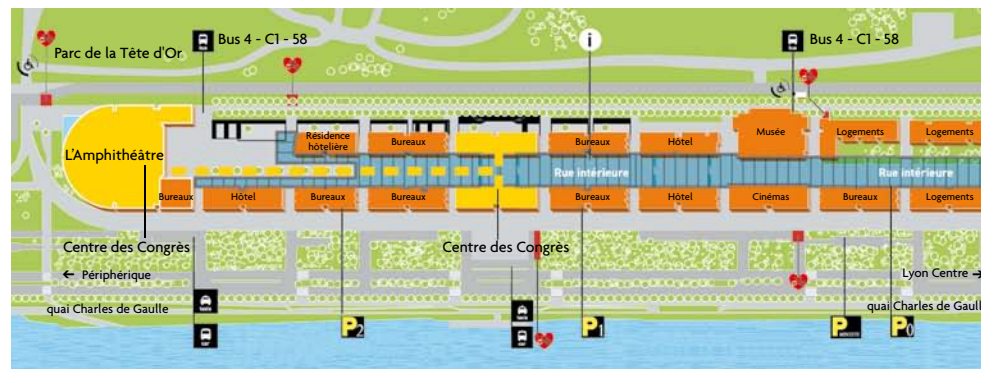 Bus 4 - C1 - 58
i
Bus 4 - C1 - 58
Parc de la Tête d'Or
L'Amphithéâtre
Résidence
hôtelière
Bureaux
Bureaux
Hôtel
Musée
Logements
Logements
Rue intérieure
Rue intérieure
Bureaux
Hôtel
Bureaux
Bureaux
Bureaux
Hôtel
Cinémas
Bureaux
Logements
Centre des Congrès
Centre des Congrès
← Périphérique
Lyon Centre →
quai Charles de Gaulle
quai Charles de Gaull
P2
P1
P
P0